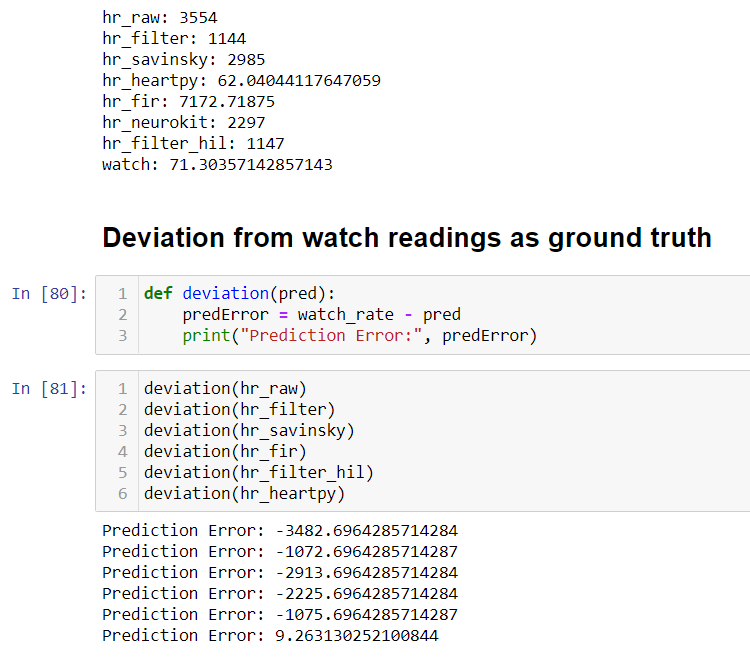 hr_raw: 3554
hr_filter: 1144
hr_savinsky: 2985
hr_heartpy: 62.04044117647059
hr_fir: 7172.71875
hr_neurokit: 2297
hr_filter_hil: 1147
watch: 71.30357142857143
Deviation from watch readings as ground truth
In [80]:
1 def deviation(pred):
2     predError = watch_rate - pred
3     print("Prediction Error:", predError)
In [81]:
1 deviation(hr_raw)
2 deviation(hr_filter)
3 deviation(hr_savinsky)
4 deviation(hr_fir)
5 deviation(hr_filter_hil)
6 deviation(hr_heartpy)
Prediction Error: -3482.6964285714284
Prediction Error: -1072.6964285714287
Prediction Error: -2913.6964285714284
Prediction Error: -2225.6964285714284
Prediction Error: -1075.6964285714287
Prediction Error: 9.263130252100844